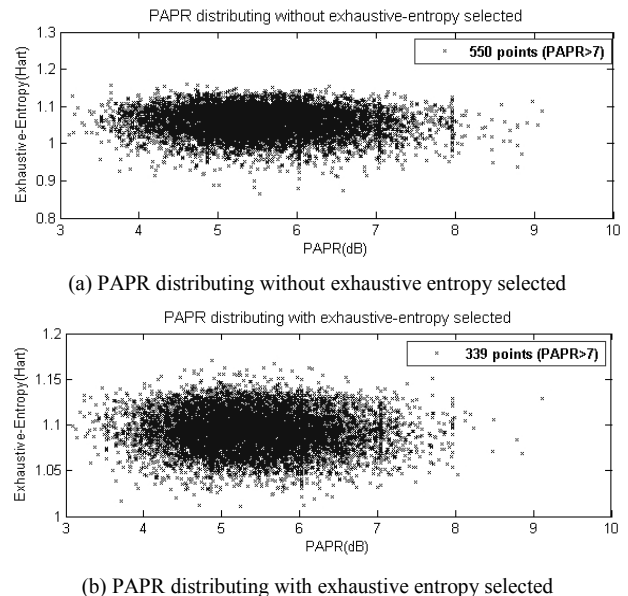 PAPR distributing without exhaustive-entropy selected
1.3
1.2
1.1
1
0.9
0.8
Exhaustive-Entropy(Hart)
550 points (PAPR>7)
3 4 5 6 7 8 9 10
PAPR(dB)
(a) PAPR distributing without exhaustive entropy selected
PAPR distributing with exhaustive-entropy selected
1.2
1.15
1.1
1.05
1
Exhaustive-Entropy(Hart)
339 points (PAPR>7)
3 4 5 6 7 8 9 10
PAPR(dB)
(b) PAPR distributing with exhaustive entropy selected